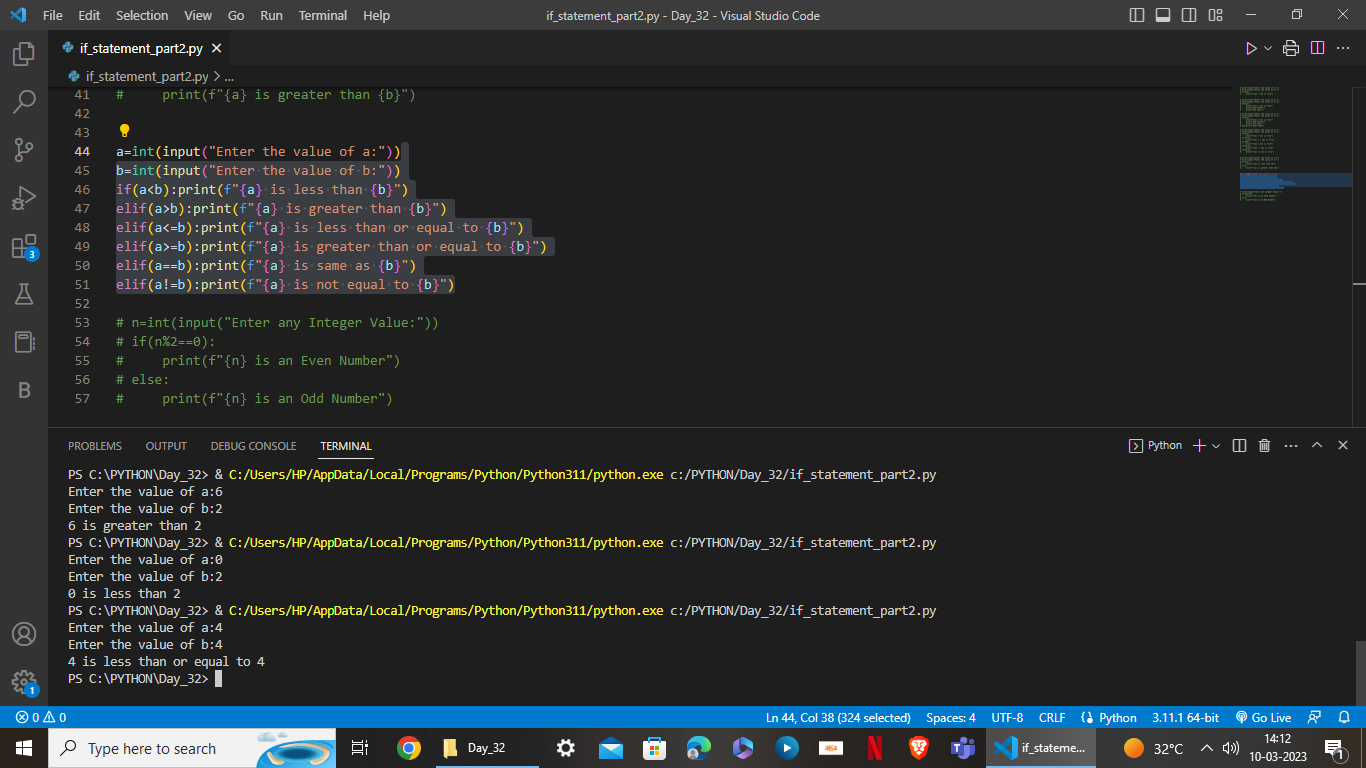 File Edit Selection View Go Run Terminal Help if_statement_part2.py - Day_32 - Visual Studio Code
if_statement_part2.py
if_statement_part2.py > ...
41 #     print(f"{a} is greater than {b}")
42
43
44 a=int(input("Enter the value of a:"))
45 b=int(input("Enter the value of b:"))
46 if(a<b):print(f"{a} is less than {b}")
47 elif(a>b):print(f"{a} is greater than {b}")
48 elif(a<=b):print(f"{a} is less than or equal to {b}")
49 elif(a>=b):print(f"{a} is greater than or equal to {b}")
50 elif(a==b):print(f"{a} is same as {b}")
51 elif(a!=b):print(f"{a} is not equal to {b}")
52
53 # n=int(input("Enter any Integer Value:"))
54 # if(n%2==0):
55 #     print(f"{n} is an Even Number")
56 # else:
57 #     print(f"{n} is an Odd Number")
3
B
1
PROBLEMS OUTPUT DEBUG CONSOLE TERMINAL Python
PS C:\PYTHON\Day_32> & C:/Users/HP/AppData/Local/Programs/Python/Python311/python.exe c:/PYTHON/Day_32/if_statement_part2.py
Enter the value of a:6
Enter the value of b:2
6 is greater than 2
PS C:\PYTHON\Day_32> & C:/Users/HP/AppData/Local/Programs/Python/Python311/python.exe c:/PYTHON/Day_32/if_statement_part2.py
Enter the value of a:0
Enter the value of b:2
0 is less than 2
PS C:\PYTHON\Day_32> & C:/Users/HP/AppData/Local/Programs/Python/Python311/python.exe c:/PYTHON/Day_32/if_statement_part2.py
Enter the value of a:4
Enter the value of b:4
4 is less than or equal to 4
PS C:\PYTHON\Day_32>
0 0 Ln 44, Col 38 (324 selected) Spaces: 4 UTF-8 CRLF Python 3.11.1 64-bit Go Live
Type here to search Day_32 if_stateme... 32°C 14:12
10-03-2023 1